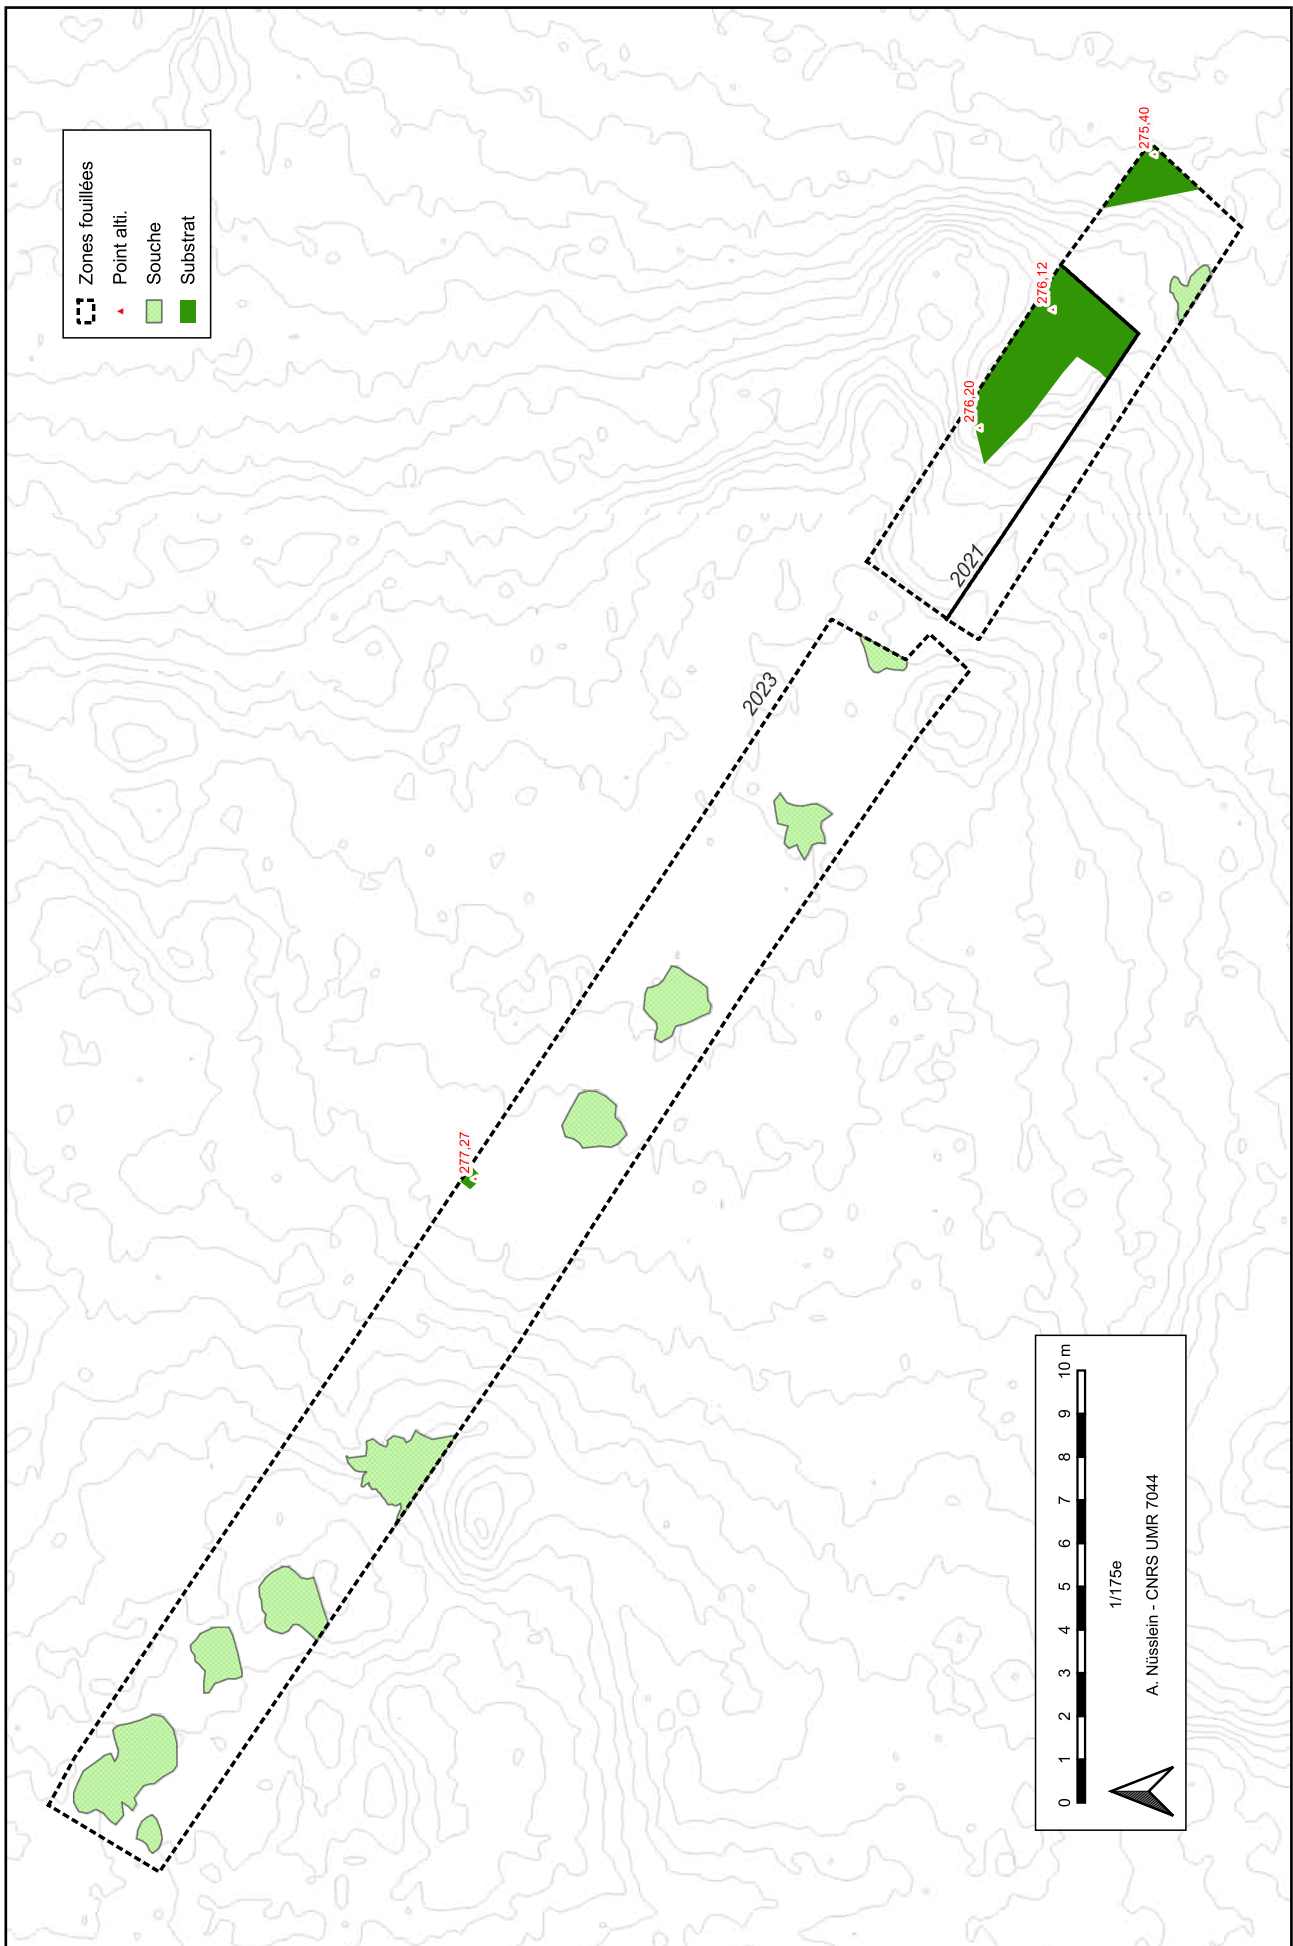 Zones fouillées
Point alti.
Souche
Substrat
275,40
276,12
276,20
2021
2023
277,27
0 1 2 3 4 5 6 7 8 9 10 m
1/175e
A. Nüsslein - CNRS UMR 7044